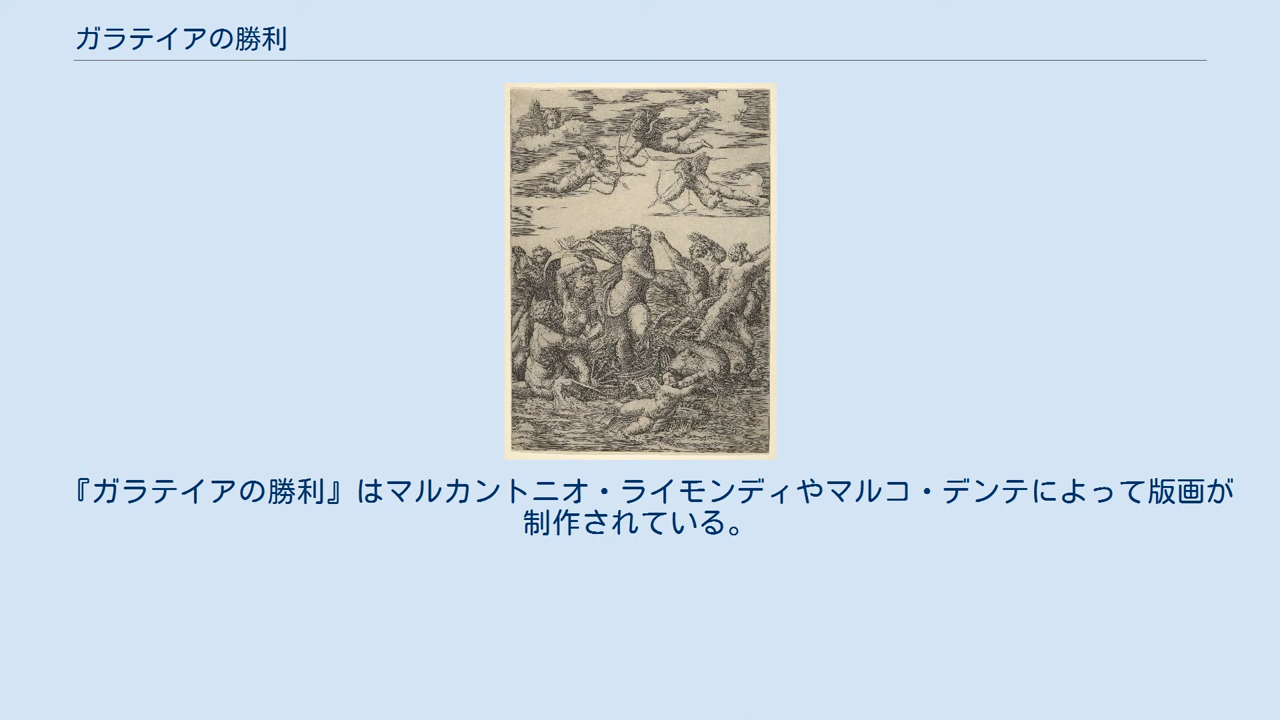 ガラテイアの勝利
『ガラテイアの勝利』はマルカントニオ・ライモンディやマルコ・デンテによって版画が
制作されている。